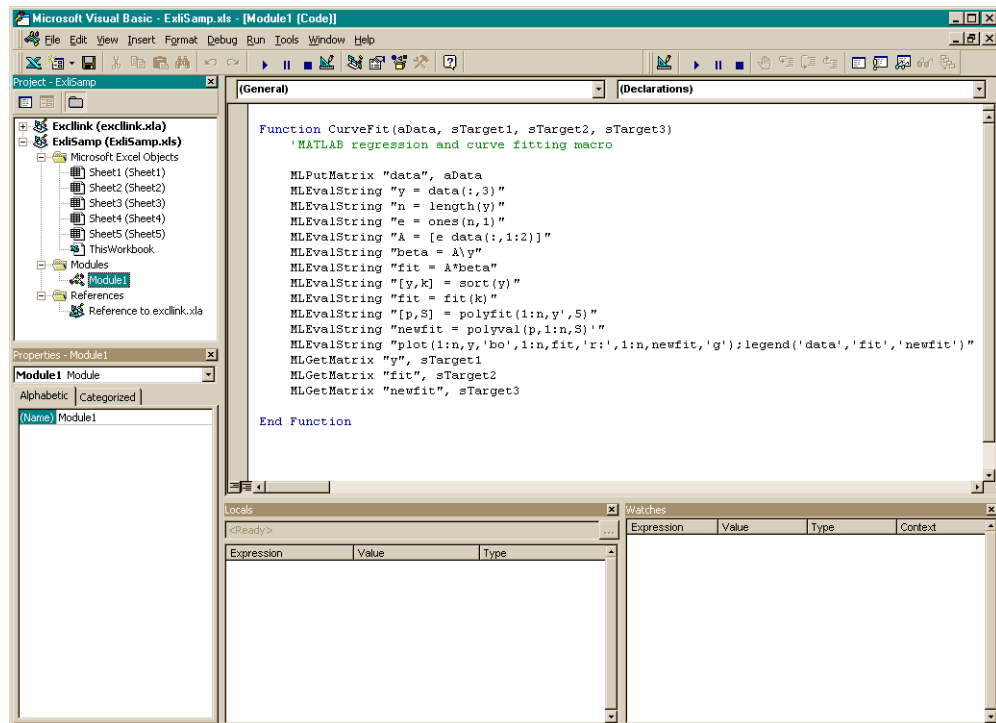 Microsoft Visual Basic - ExliSamp.xls - [Module1 (Code)]
File Edit View Insert Format Debug Run Tools Window Help
Project - ExliSamp
(General) (Declarations)
Excllink (excllink.xla)
ExliSamp (ExliSamp.xls)
Microsoft Excel Objects
Sheet1 (Sheet1)
Sheet2 (Sheet2)
Sheet3 (Sheet3)
Sheet4 (Sheet4)
Sheet5 (Sheet5)
ThisWorkbook
Modules
Module1
References
Reference to excllink.xla
Function CurveFit(aData, sTarget1, sTarget2, sTarget3)
'MATLAB regression and curve fitting macro
MLPutMatrix "data", aData
MLEvalString "y = data(:,3)"
MLEvalString "n = length(y)"
MLEvalString "e = ones(n,1)"
MLEvalString "A = [e data(:,1:2)]"
MLEvalString "beta = A\y"
MLEvalString "fit = A*beta"
MLEvalString "[y,k] = sort(y)"
MLEvalString "fit = fit(k)"
MLEvalString "[p,S] = polyfit(1:n,y',5)"
MLEvalString "newfit = polyval(p,1:n,S)'"
MLEvalString "plot(1:n,y,'bo',1:n,fit,'r:',1:n,newfit,'g');legend('data','fit','newfit')"
MLGetMatrix "y", sTarget1
MLGetMatrix "fit", sTarget2
MLGetMatrix "newfit", sTarget3
End Function
Properties - Module1
Module1 Module
Alphabetic Categorized
(Name) Module1
Locals
<Ready>
...
Expression Value Type
Watches
Expression Value Type Context